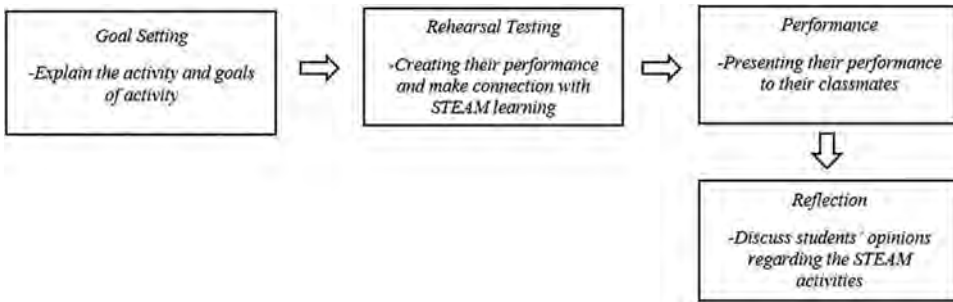 Goal Setting
-Explain the activity and goals
of activity
Rehearsal Testing
-Creating their performance
and make connection with
STEAM learning
Performance
-Presenting their performance
to their classmates
Reflection
-Discuss students´ opinions
regarding the STEAM
activities